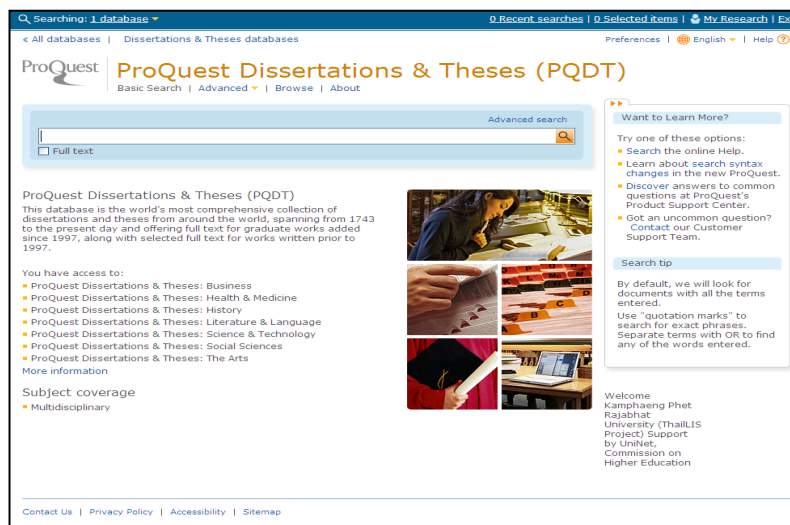 Searching: 1 database
0 Recent searches | 0 Selected items | My Research | Ex
« All databases | Dissertations & Theses databases
Preferences | English | Help ?
ProQuest
ProQuest Dissertations & Theses (PQDT)
Basic Search | Advanced | Browse | About
Advanced search
Full text
ProQuest Dissertations & Theses (PQDT)
This database is the world's most comprehensive collection of
dissertations and theses from around the world, spanning from 1743
to the present day and offering full text for graduate works added
since 1997, along with selected full text for works written prior to
1997.
You have access to:
ProQuest Dissertations & Theses: Business
ProQuest Dissertations & Theses: Health & Medicine
ProQuest Dissertations & Theses: History
ProQuest Dissertations & Theses: Literature & Language
ProQuest Dissertations & Theses: Science & Technology
ProQuest Dissertations & Theses: Social Sciences
ProQuest Dissertations & Theses: The Arts
More information
Subject coverage
Multidisciplinary
Want to Learn More?
Try one of these options:
Search the online Help.
Learn about search syntax
changes in the new ProQuest.
Discover answers to common
questions at ProQuest's
Product Support Center.
Got an uncommon question?
Contact our Customer
Support Team.
Search tip
By default, we will look for
documents with all the terms
entered.
Use "quotation marks" to
search for exact phrases.
Separate terms with OR to find
any of the words entered.
Welcome
Kamphaeng Phet
Rajabhat
University (ThaiLIS
Project) Support
by UniNet,
Commission on
Higher Education
Contact Us | Privacy Policy | Accessibility | Sitemap